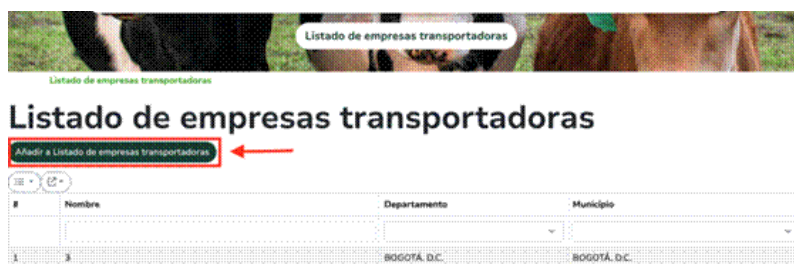 Listado de empresas transportadoras
Listado de empresas transportadoras
Listado de empresas transportadoras
Añadir a Listado de empresas transportadoras
# Nombre Departamento Municipio
1 3 BOGOTÁ, D.C. BOGOTÁ, D.C.